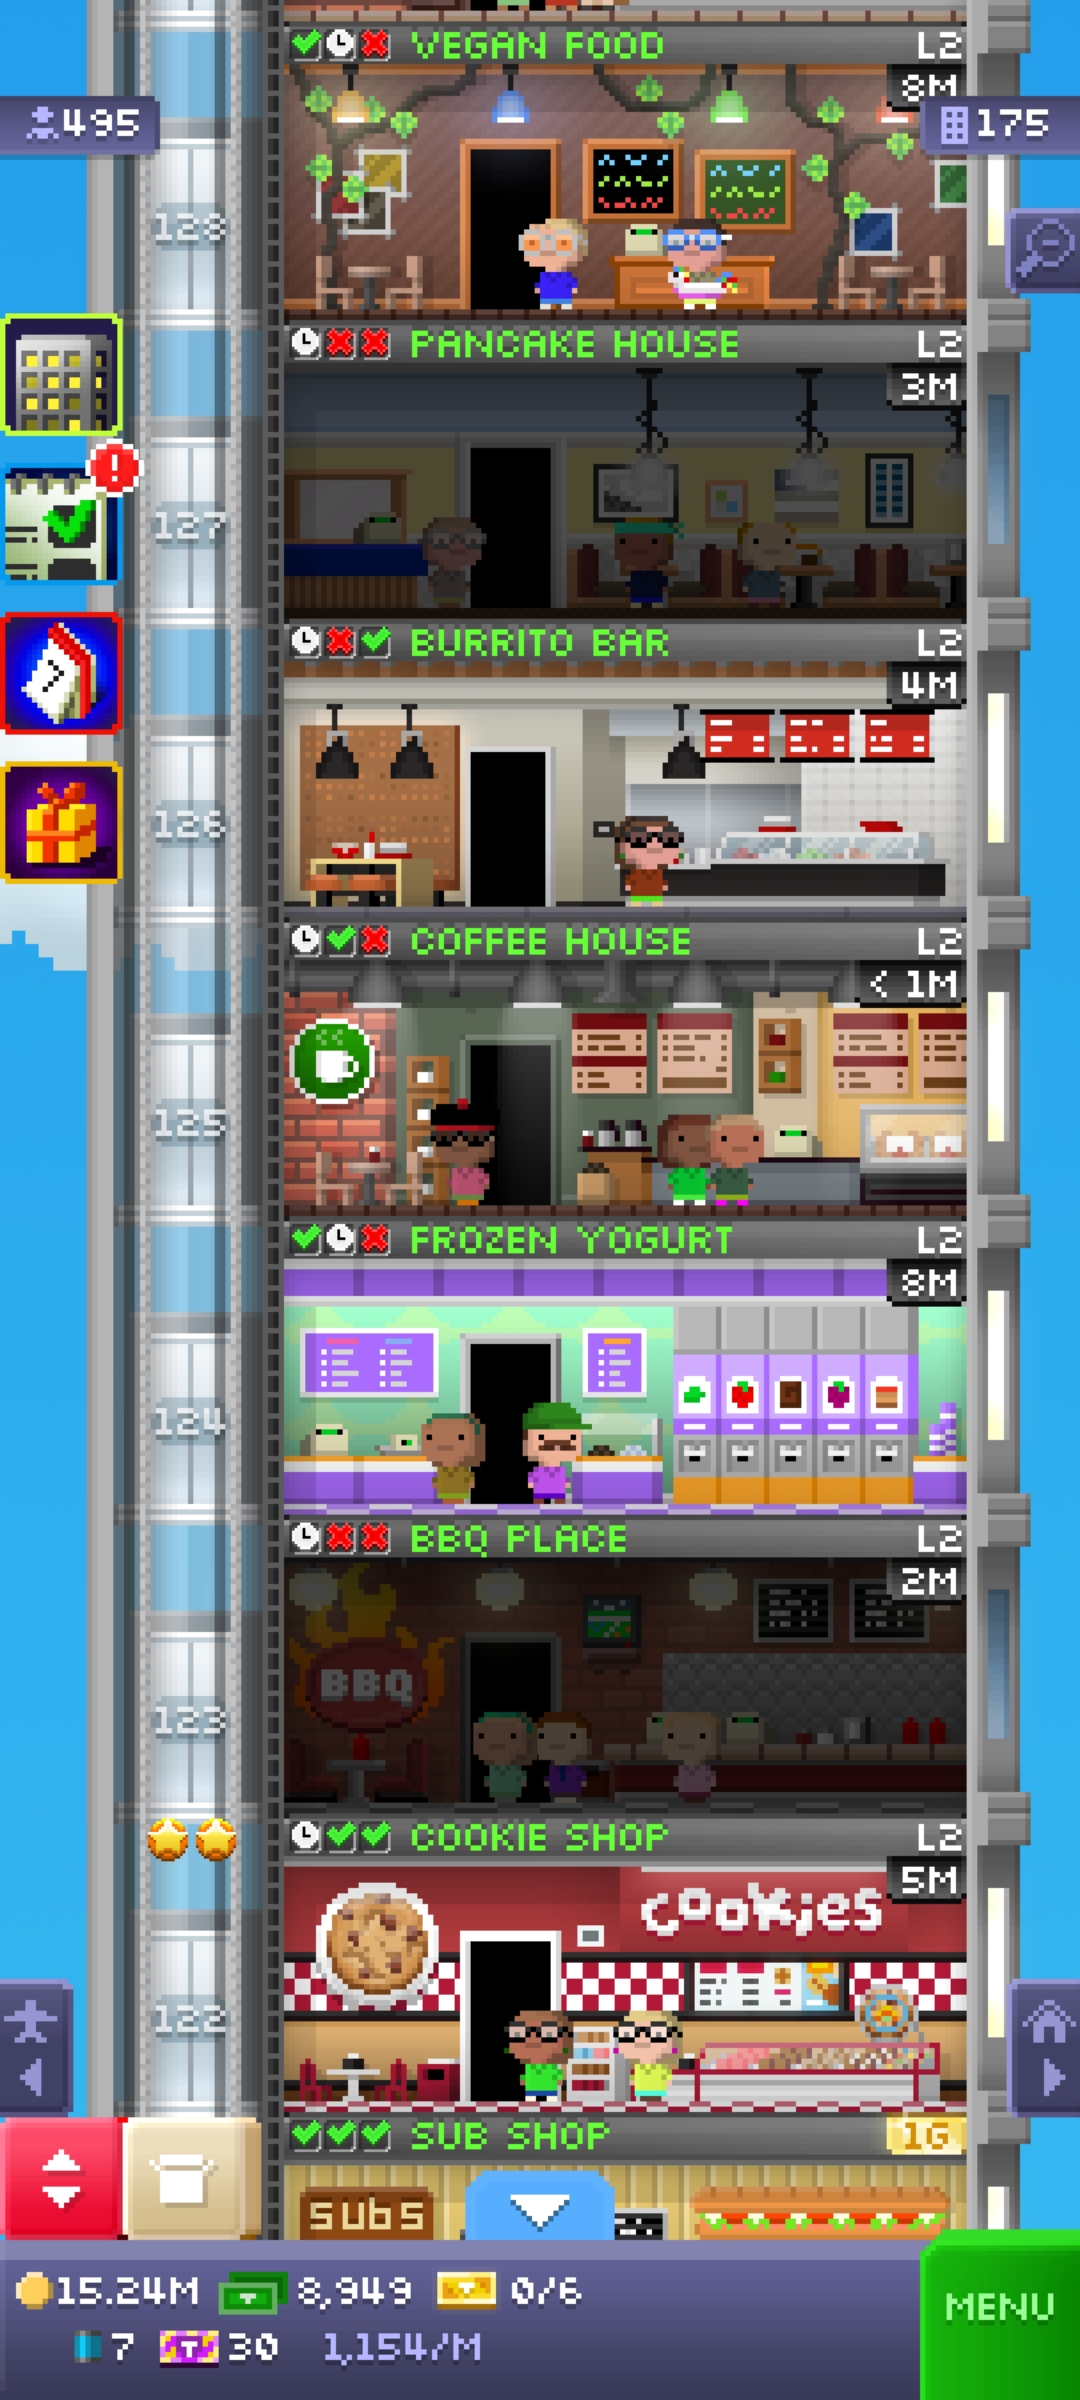 VEGAN FOOD L2
8M
495
175
128
PANCAKE HOUSE L2
3M
127
BURRITO BAR L2
4M
126
COFFEE HOUSE L2
< 1M
125
FROZEN YOGURT L2
8M
124
BBQ PLACE L2
2M
BBQ
123
COOKIE SHOP L2
5M
cookies
122
SUB SHOP 1G
SUBS
15.24M 8,949 0/6
7 T 30 1,154/M
MENU